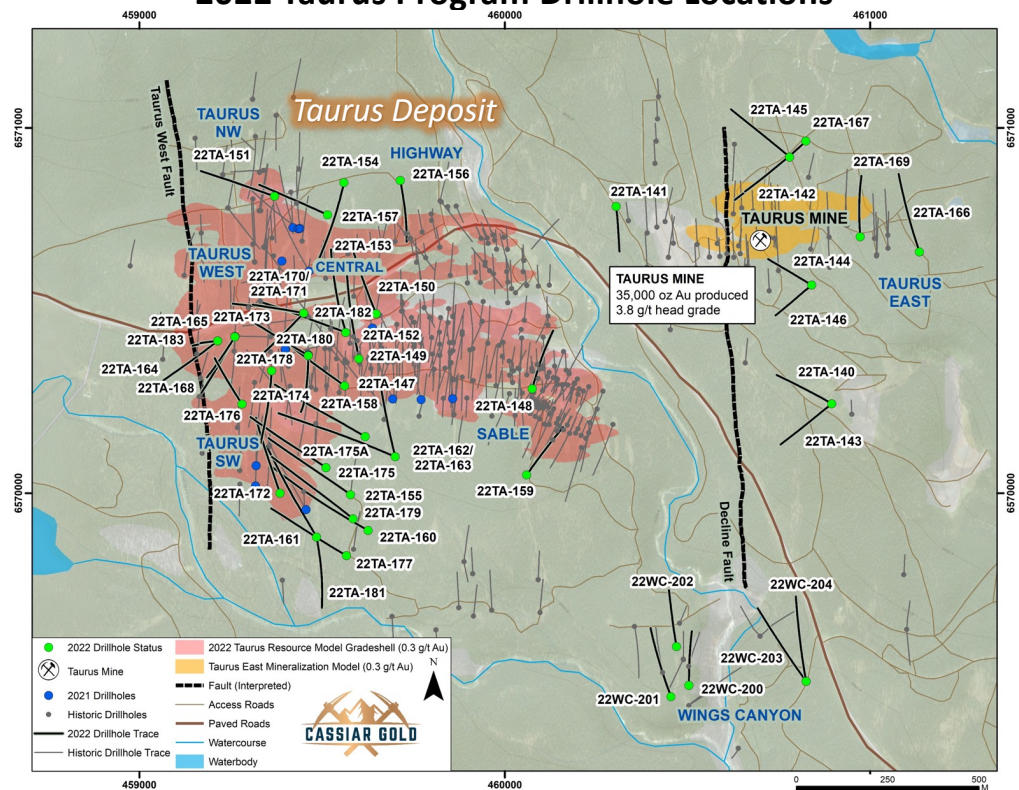 2022 Taurus Program Drillhole Locations
459000
460000
461000
6571000
6571000
6570000
6570000
Taurus West Fault
TAURUS
NW
Taurus Deposit
HIGHWAY
22TA-151
22TA-154
22TA-156
22TA-145
22TA-167
22TA-169
22TA-141
22TA-142
22TA-166
TAURUS MINE
22TA-157
22TA-153
TAURUS
WEST
22TA-170/
22TA-171
CENTRAL
22TA-150
22TA-144
TAURUS
EAST
TAURUS MINE
35,000 oz Au produced
3.8 g/t head grade
22TA-146
22TA-165
22TA-173
22TA-182
22TA-183
22TA-180
22TA-152
22TA-149
22TA-164
22TA-178
22TA-168
22TA-174
22TA-147
22TA-158
22TA-148
22TA-140
22TA-176
SABLE
22TA-143
TAURUS
SW
22TA-175A
22TA-162/
22TA-163
22TA-175
22TA-159
22TA-172
22TA-155
22TA-179
22TA-161
22TA-160
22TA-177
22TA-181
Decline Fault
22WC-202
22WC-204
22WC-203
22WC-201
22WC-200
WINGS CANYON
2022 Drillhole Status
Taurus Mine
2021 Drillholes
Historic Drillholes
2022 Drillhole Trace
Historic Drillhole Trace
2022 Taurus Resource Model Gradeshell (0.3 g/t Au)
Taurus East Mineralization Model (0.3 g/t Au)
Fault (Interpreted)
Access Roads
Paved Roads
Watercourse
Waterbody
N
CASSIAR GOLD
459000
460000
0
250
500
M